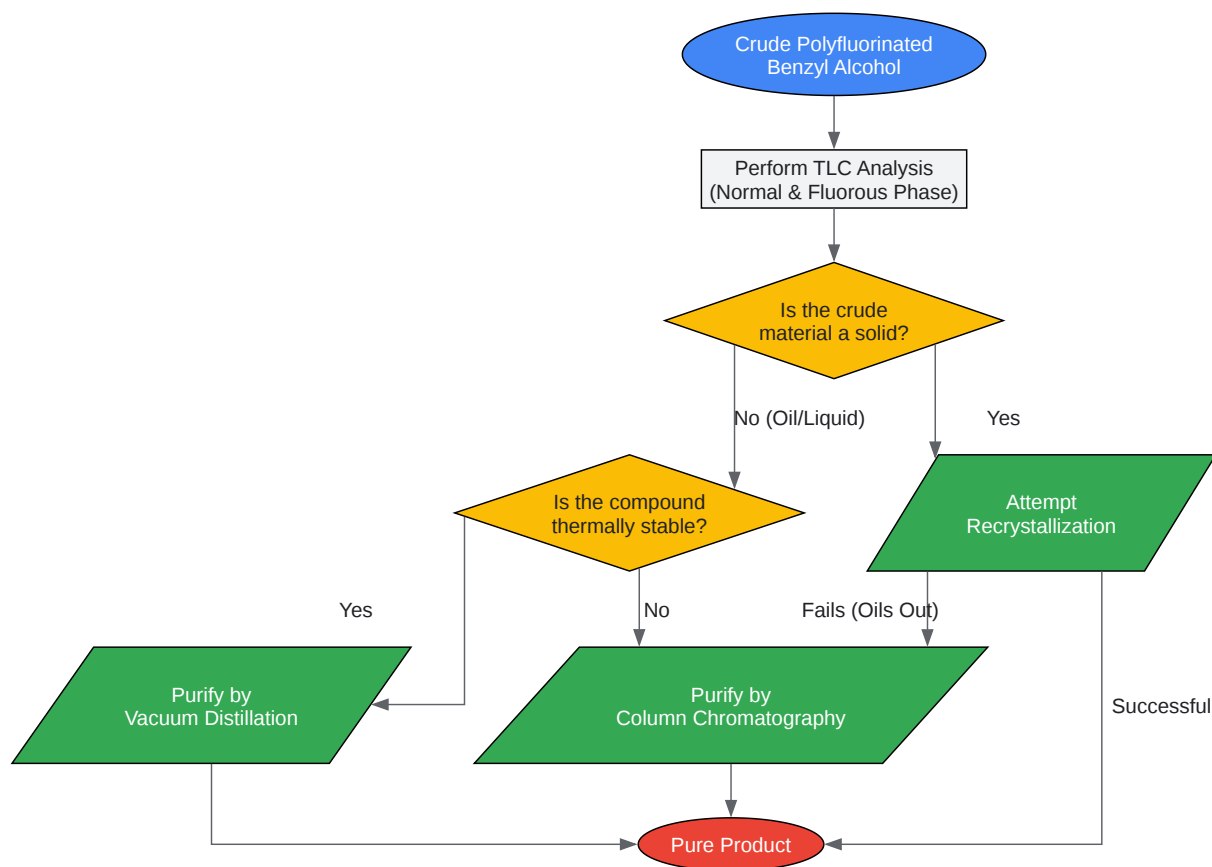 Crude Polyfluorinated
Benzyl Alcohol
Perform TLC Analysis
(Normal & Fluorous Phase)
Is the crude
material a solid?
No (Oil/Liquid)
Yes
Is the compound
thermally stable?
Attempt
Recrystallization
Yes
No
Fails (Oils Out)
Purify by
Vacuum Distillation
Purify by
Column Chromatography
Successful
Pure Product